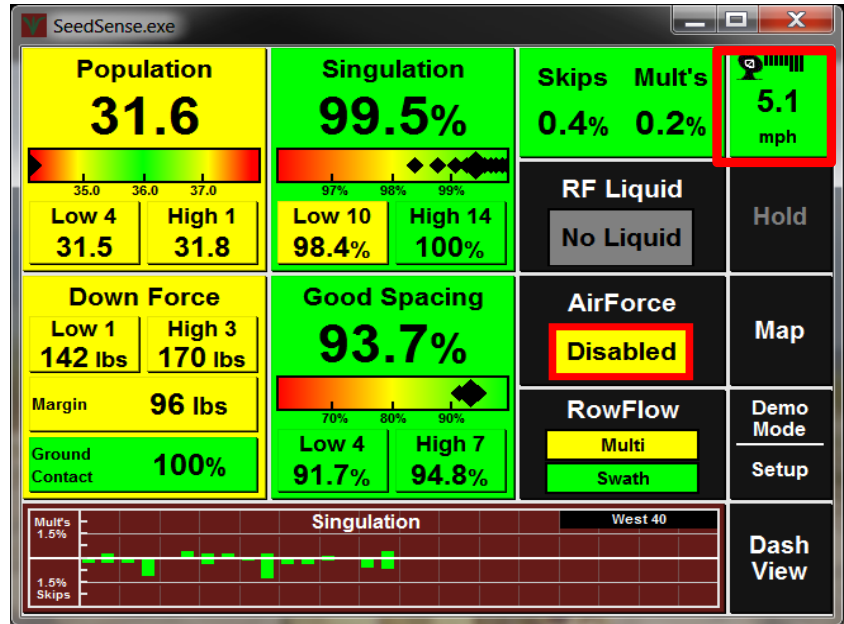 SeedSense.exe
Population
31.6
35.0 36.0 37.0
Low 4 High 1
31.5 31.8
Singulation
99.5%
97% 98% 99%
Low 10 High 14
98.4% 100%
Skips Mult's
0.4% 0.2%
5.1
mph
RF Liquid
No Liquid
Hold
Down Force
Low 1 High 3
142 lbs 170 lbs
Margin 96 lbs
Ground
Contact 100%
Good Spacing
93.7%
70% 80% 90%
Low 4 High 7
91.7% 94.8%
AirForce
Disabled
Map
RowFlow
Multi
Swath
Demo
Mode
Setup
Mult's
1.5%
Singulation
West 40
1.5%
Skips
Dash
View